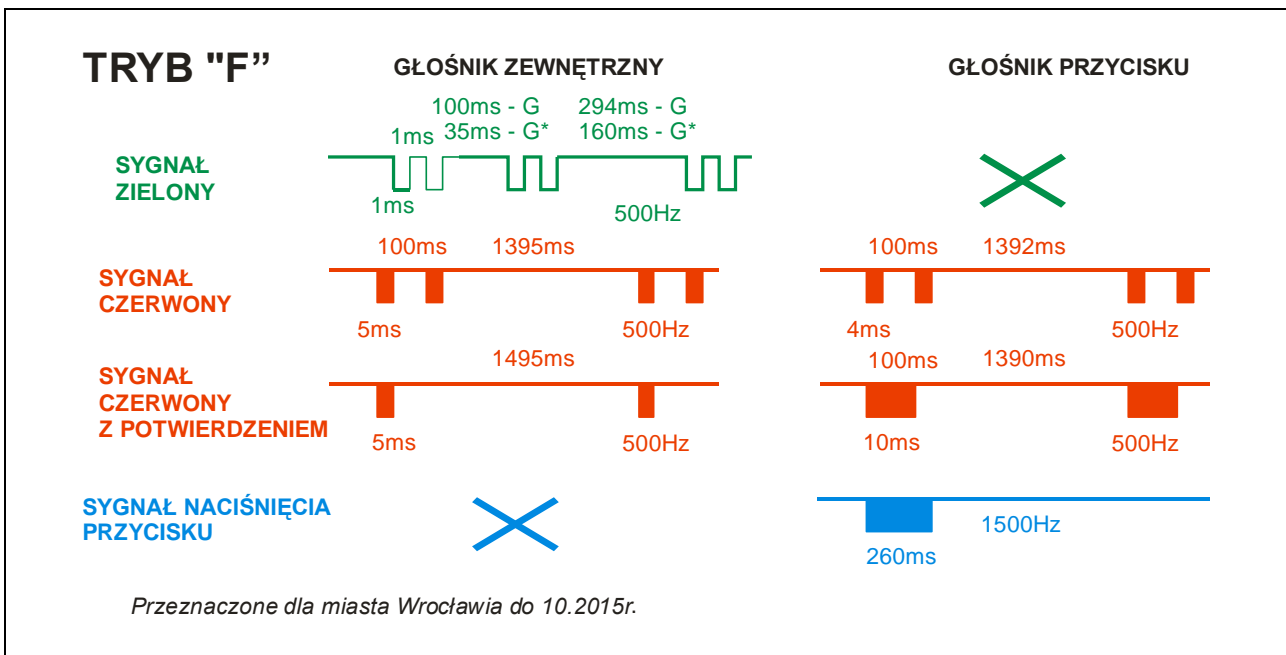 TRYB "F”
GŁOŚNIK ZEWNĘTRZNY
GŁOŚNIK PRZYCISKU
SYGNAŁ
ZIELONY
1ms
100ms - G
35ms - G*
294ms - G
160ms - G*
1ms
500Hz
SYGNAŁ
CZERWONY
100ms
1395ms
5ms
500Hz
100ms
1392ms
4ms
500Hz
SYGNAŁ
CZERWONY
Z POTWIERDZENIEM
1495ms
5ms
500Hz
100ms
1390ms
10ms
500Hz
SYGNAŁ NACIŚNIĘCIA
PRZYCISKU
1500Hz
260ms
Przeznaczone dla miasta Wrocławia do 10.2015r.